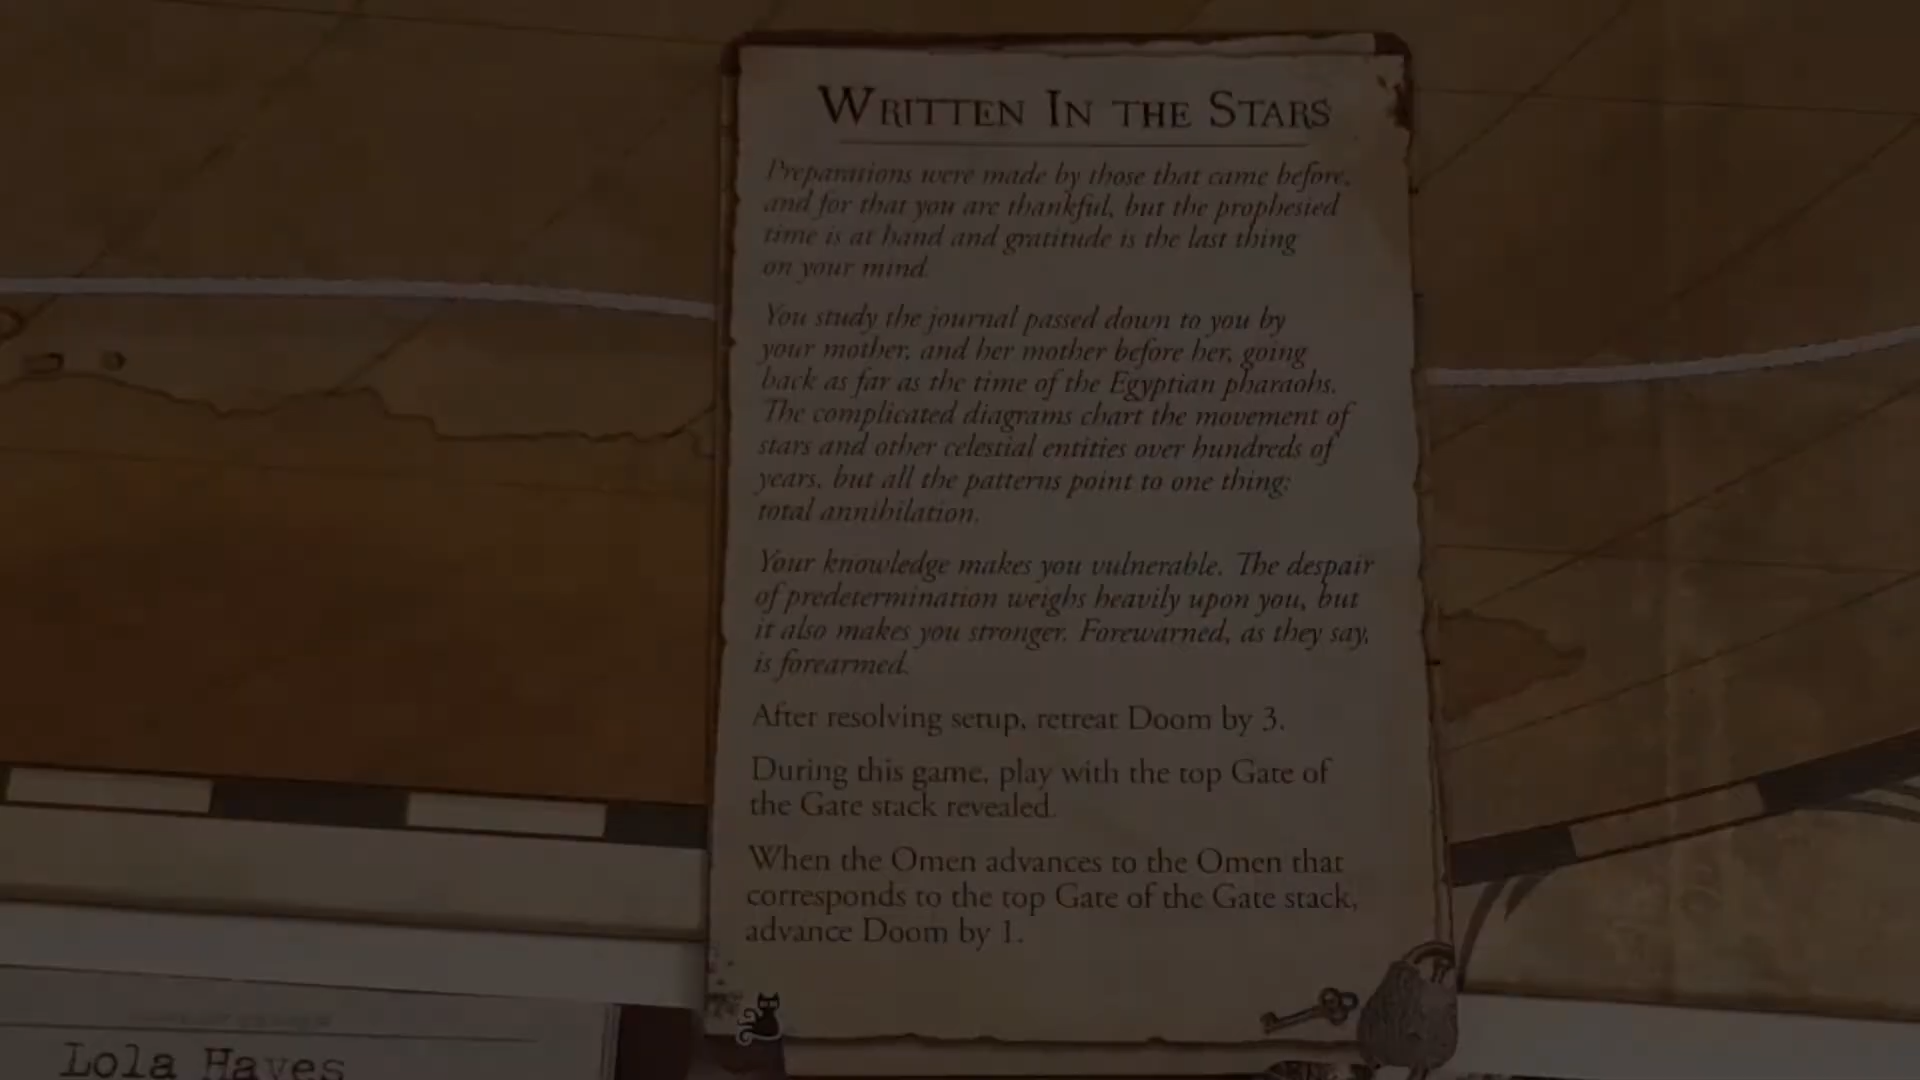 WRITTEN IN THE STARS
Preparations were made by those that came before,
and for that you are thankful, but the prophesied
time is at hand and gratitude is the last thing
on your mind.
You study the journal passed down to you by
your mother, and her mother before her, going
back as far as the time of the Egyptian pharaohs.
The complicated diagrams chart the movement of
stars and other celestial entities over hundreds of
years, but all the patterns point to one thing:
total annihilation.
Your knowledge makes you vulnerable. The despair
of predetermination weighs heavily upon you, but
it also makes you stronger. Forewarned, as they say,
is forearmed.
After resolving setup, retreat Doom by 3.
During this game, play with the top Gate of
the Gate stack revealed.
When the Omen advances to the Omen that
corresponds to the top Gate of the Gate stack,
advance Doom by 1.
Lola Hayes